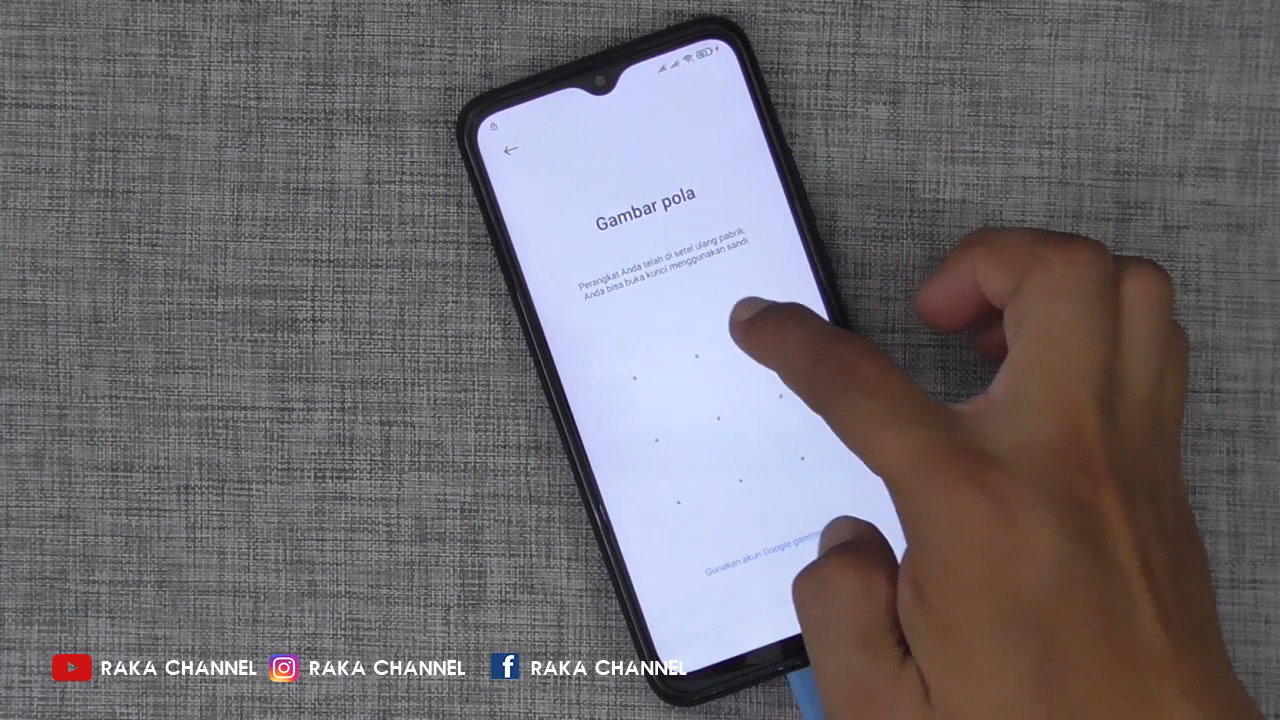 Gambar pola
Perangkat Anda telah di setel ulang pabrik.
Anda bisa buka kunci menggunakan sandi
Gunakan akun Google
RAKA CHANNEL RAKA CHANNEL RAKA CHANNEL